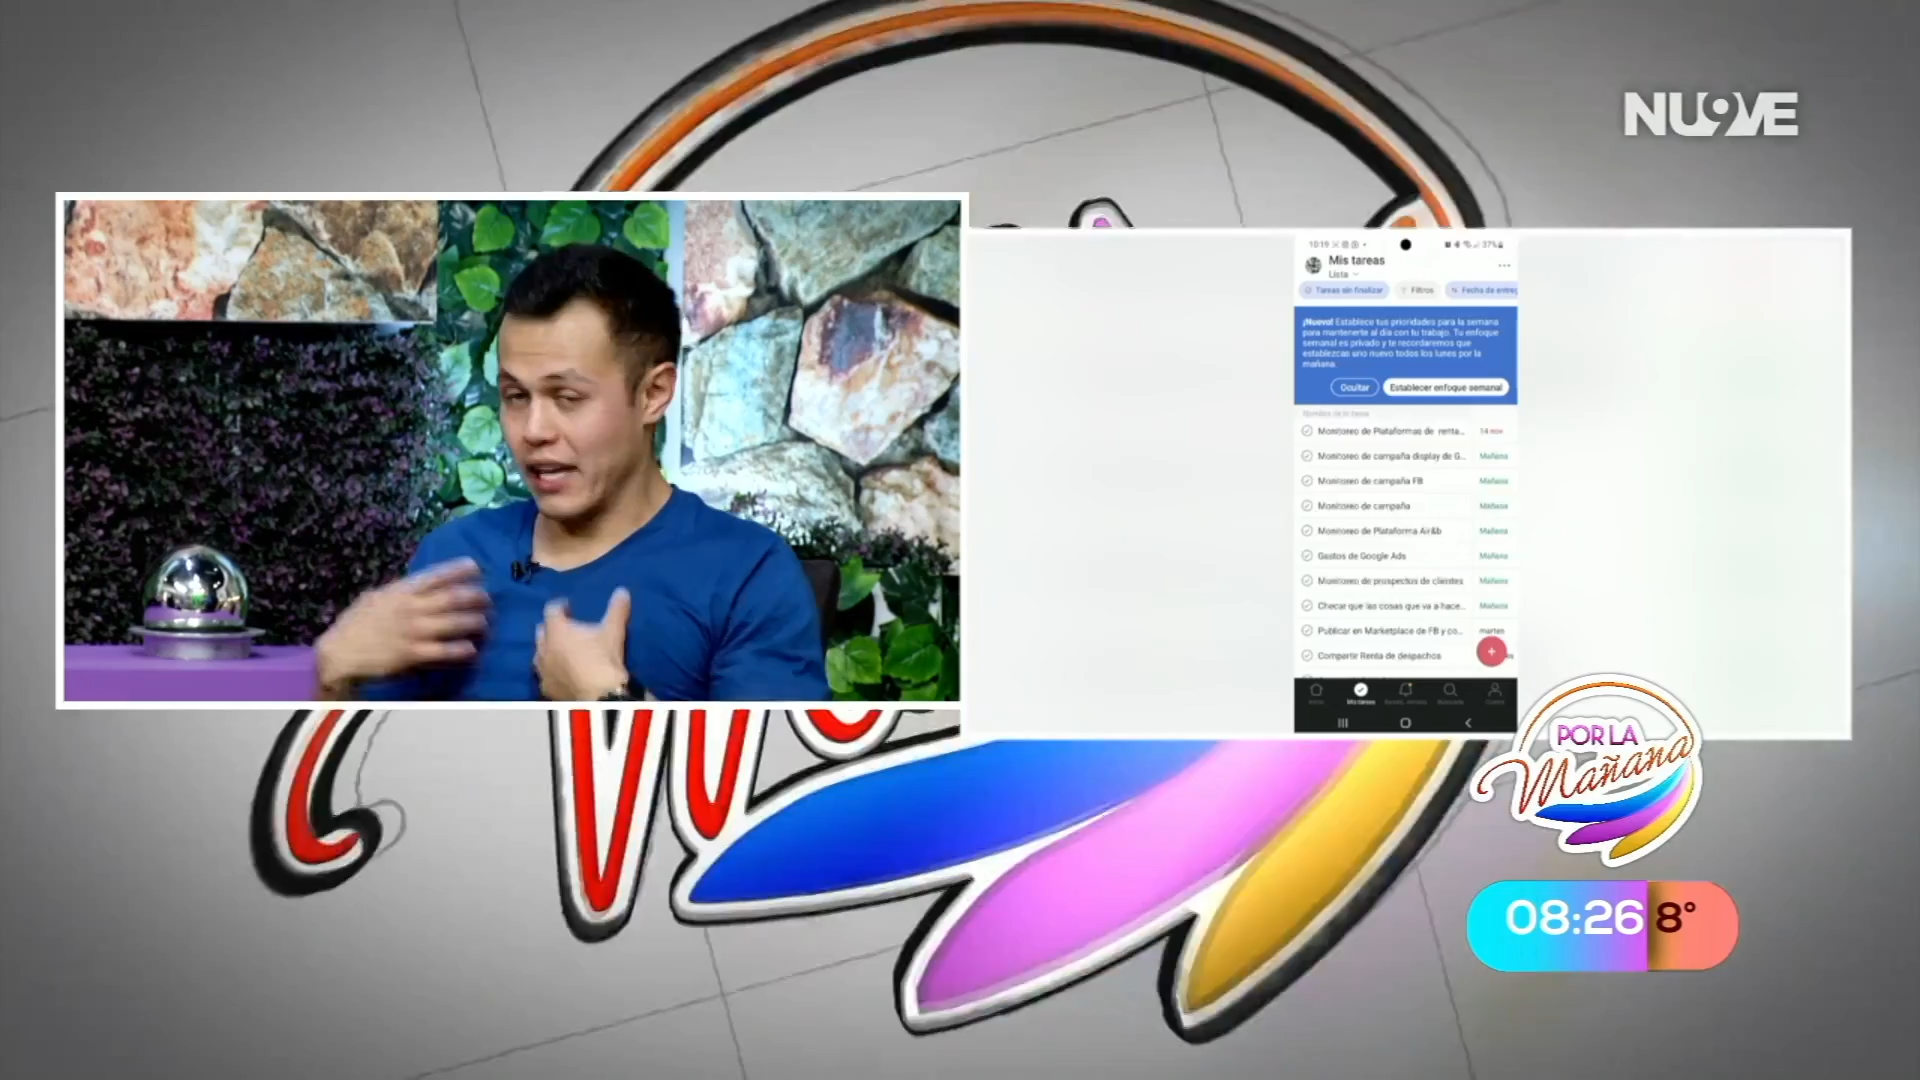 NU9VE
10:19
37%
Mis tareas
Lista
Tareas sin finalizar
Filtros
Fecha de entreg
¡Nuevo! Establece tus prioridades para la semana
para mantenerte al día con tu trabajo. Tu enfoque
semanal es privado y te recordaremos que
establezcas uno nuevo todos los lunes por la
mañana.
Ocultar
Establecer enfoque semanal
Nombre de la tarea
Monitoreo de Plataformas de renta... 14 nov
Monitoreo de campaña display de G... Mañana
Monitoreo de campaña FB Mañana
Monitoreo de campaña Mañana
Monitoreo de Plataforma Air&b Mañana
Gastos de Google Ads Mañana
Monitoreo de prospectos de clientes Mañana
Checar que las cosas que va a hace... Mañana
Publicar en Marketplace de FB y co... martes
Compartir Renta de despachos
Inicio
Mis tareas
Búsqueda
Cuenta
POR LA
Mañana
08:26 8°